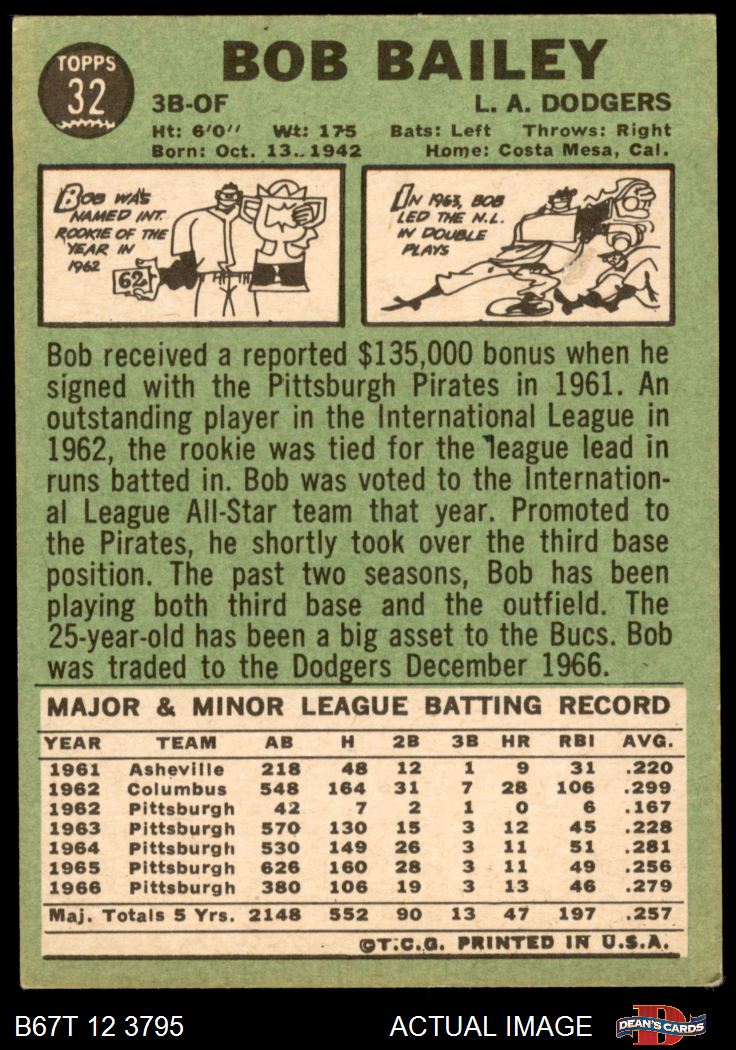 TOPPS
32
BOB BAILEY
3B-OF L. A. DODGERS
Ht: 6'0'' Wt: 175 Bats: Left Throws: Right
Born: Oct. 13.. 1942 Home: Costa Mesa, Cal.
BOB WAS
NAMED INT.
ROOKIE OF THE
YEAR IN
1962
62
IN 1963, BOB
LED THE N.L.
IN DOUBLE
PLAYS
Bob received a reported $135,000 bonus when he
signed with the Pittsburgh Pirates in 1961. An
outstanding player in the International League in
1962, the rookie was tied for the league lead in
runs batted in. Bob was voted to the Internation-
al League All-Star team that year. Promoted to
the Pirates, he shortly took over the third base
position. The past two seasons, Bob has been
playing both third base and the outfield. The
25-year-old has been a big asset to the Bucs. Bob
was traded to the Dodgers December 1966.
MAJOR & MINOR LEAGUE BATTING RECORD
YEAR TEAM AB H 2B 3B HR RBI AVG.
1961 Asheville 218 48 12 1 9 31 .220
1962 Columbus 548 164 31 7 28 106 .299
1962 Pittsburgh 42 7 2 1 0 6 .167
1963 Pittsburgh 570 130 15 3 12 45 .228
1964 Pittsburgh 530 149 26 3 11 51 .281
1965 Pittsburgh 626 160 28 3 11 49 .256
1966 Pittsburgh 380 106 19 3 13 46 .279
Maj. Totals 5 Yrs. 2148 552 90 13 47 197 .257
©T.C.G. PRINTED IN U.S.A.
B67T 12 3795 ACTUAL IMAGE DEAN'S CARDS